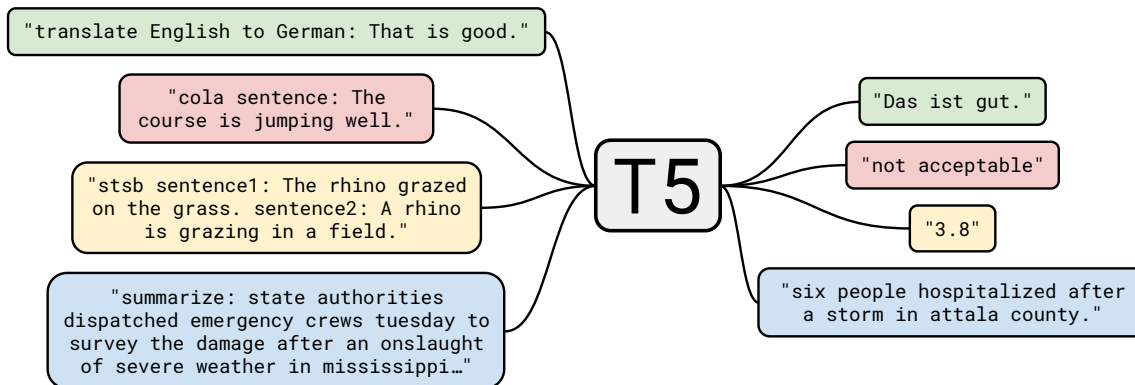 "translate English to German: That is good."
"cola sentence: The
course is jumping well."
"stsb sentence1: The rhino grazed
on the grass. sentence2: A rhino
is grazing in a field."
"summarize: state authorities
dispatched emergency crews tuesday to
survey the damage after an onslaught
of severe weather in mississippi…"
T5
"Das ist gut."
"not acceptable"
"3.8"
"six people hospitalized after
a storm in attala county."